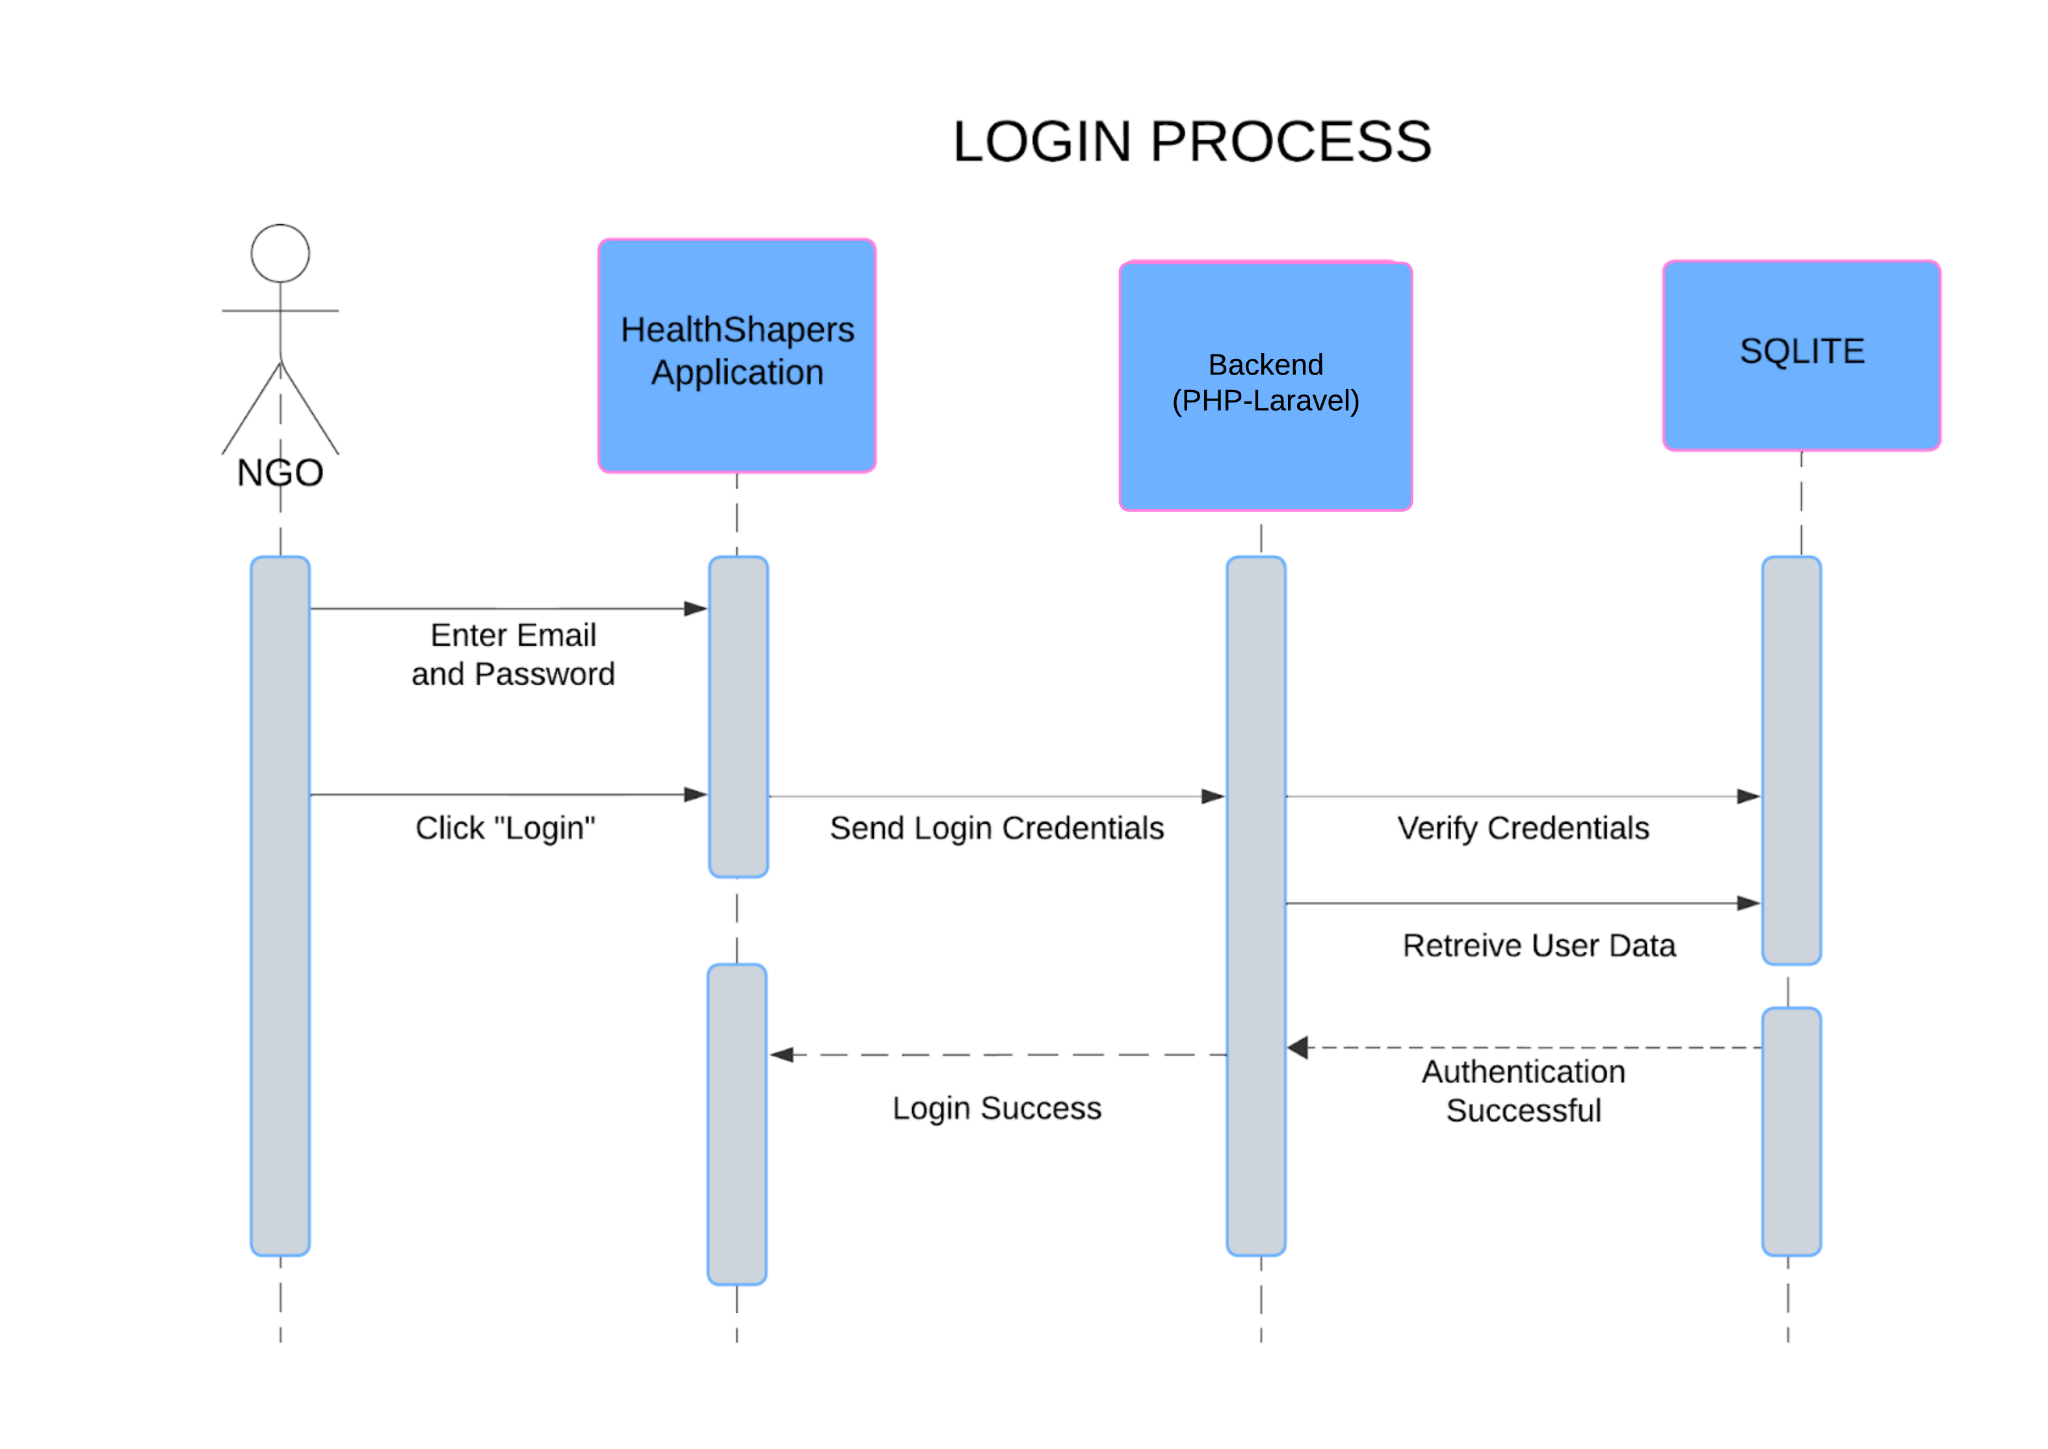 LOGIN PROCESS
NGO
HealthShapers
Application
Backend
(PHP-Laravel)
SQLITE
Enter Email
and Password
Click "Login"
Send Login Credentials
Verify Credentials
Retreive User Data
Authentication
Successful
Login Success